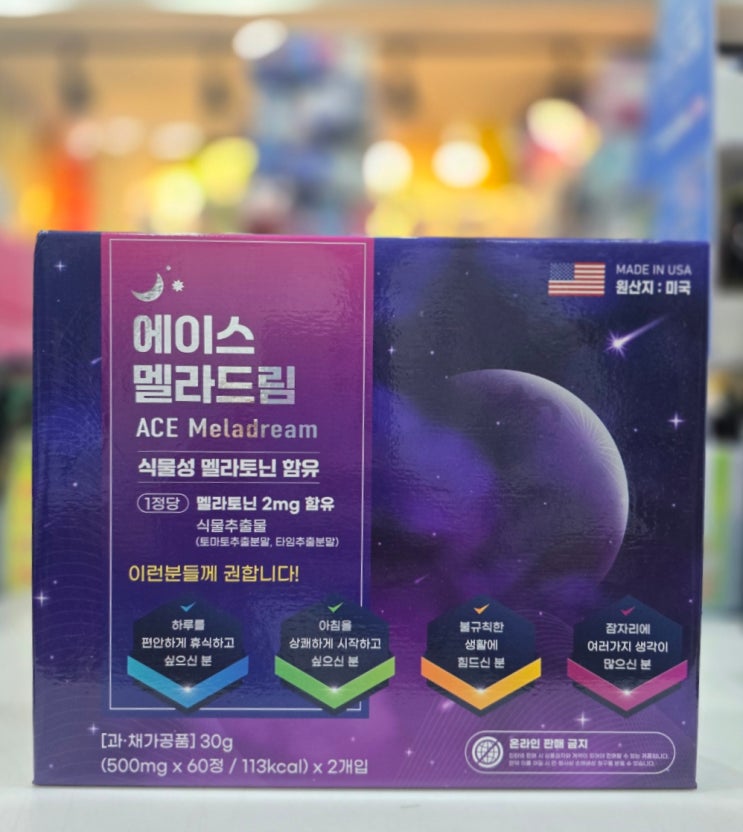 MADE IN USA
원산지 : 미국
에이스
멜라드림
ACE Meladream
식물성 멜라토닌 함유
1정당 멜라토닌 2mg 함유
식물추출물
(토마토추출분말, 타임추출분말)
이런분들께 권합니다!
하루를
편안하게 휴식하고
싶으신 분
아침을
상쾌하게 시작하고
싶으신 분
불규칙한
생활에
힘드신 분
잠자리에
여러가지 생각이
많으신 분
[과·채가공품] 30g
(500mg x 60정 / 113kcal) x 2개입
온라인 판매 금지